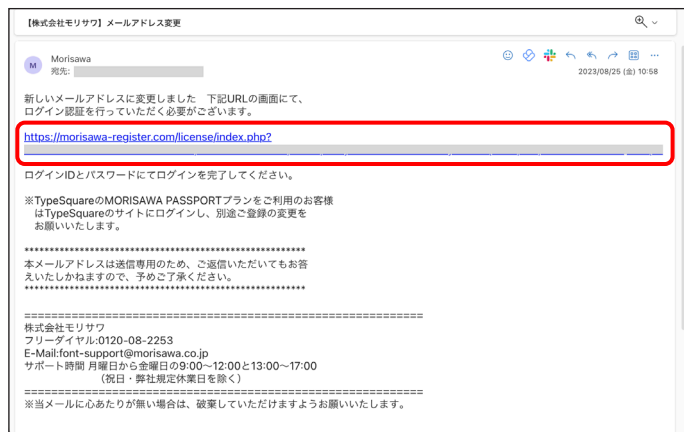 【株式会社モリサワ】メールアドレス変更
M
Morisawa
宛先:
2023/08/25 (金) 10:58
新しいメールアドレスに変更しました　下記URLの画面にて、
ログイン認証を行っていただく必要がございます。
https://morisawa-register.com/license/index.php?
ログインIDとパスワードにてログインを完了してください。
※TypeSquareのMORISAWA PASSPORTプランをご利用のお客様
はTypeSquareのサイトにログインし、別途ご登録の変更を
お願いいたします。
********************************************************
本メールアドレスは送信専用のため、ご返信いただいてもお答
えいたしかねますので、予めご了承ください。
********************************************************
============================================================
株式会社モリサワ
フリーダイヤル:0120-08-2253
E-Mail:font-support@morisawa.co.jp
サポート時間 月曜日から金曜日の9:00〜12:00と13:00〜17:00
（祝日・弊社規定休業日を除く）
============================================================
※当メールに心あたりが無い場合は、破棄していただけますようお願いいたします。